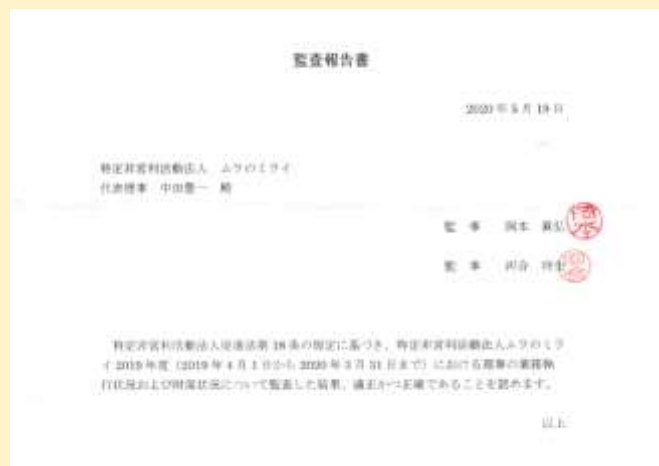 監査報告書
2020年5月19日
特定非営利活動法人 ムラのミライ
代表理事 中田豊一 殿
監 事 岡本 眞弘
監 事 河合 将生
特定非営利活動法人促進法第18条の規定に基づき、特定非営利活動法人ムラのミラ
イ2019年度(2019年4月1日から2020年3月31日まで)における理事の業務執
行状況および財産状況について監査した結果、適正かつ正確であることを認めます。
以上